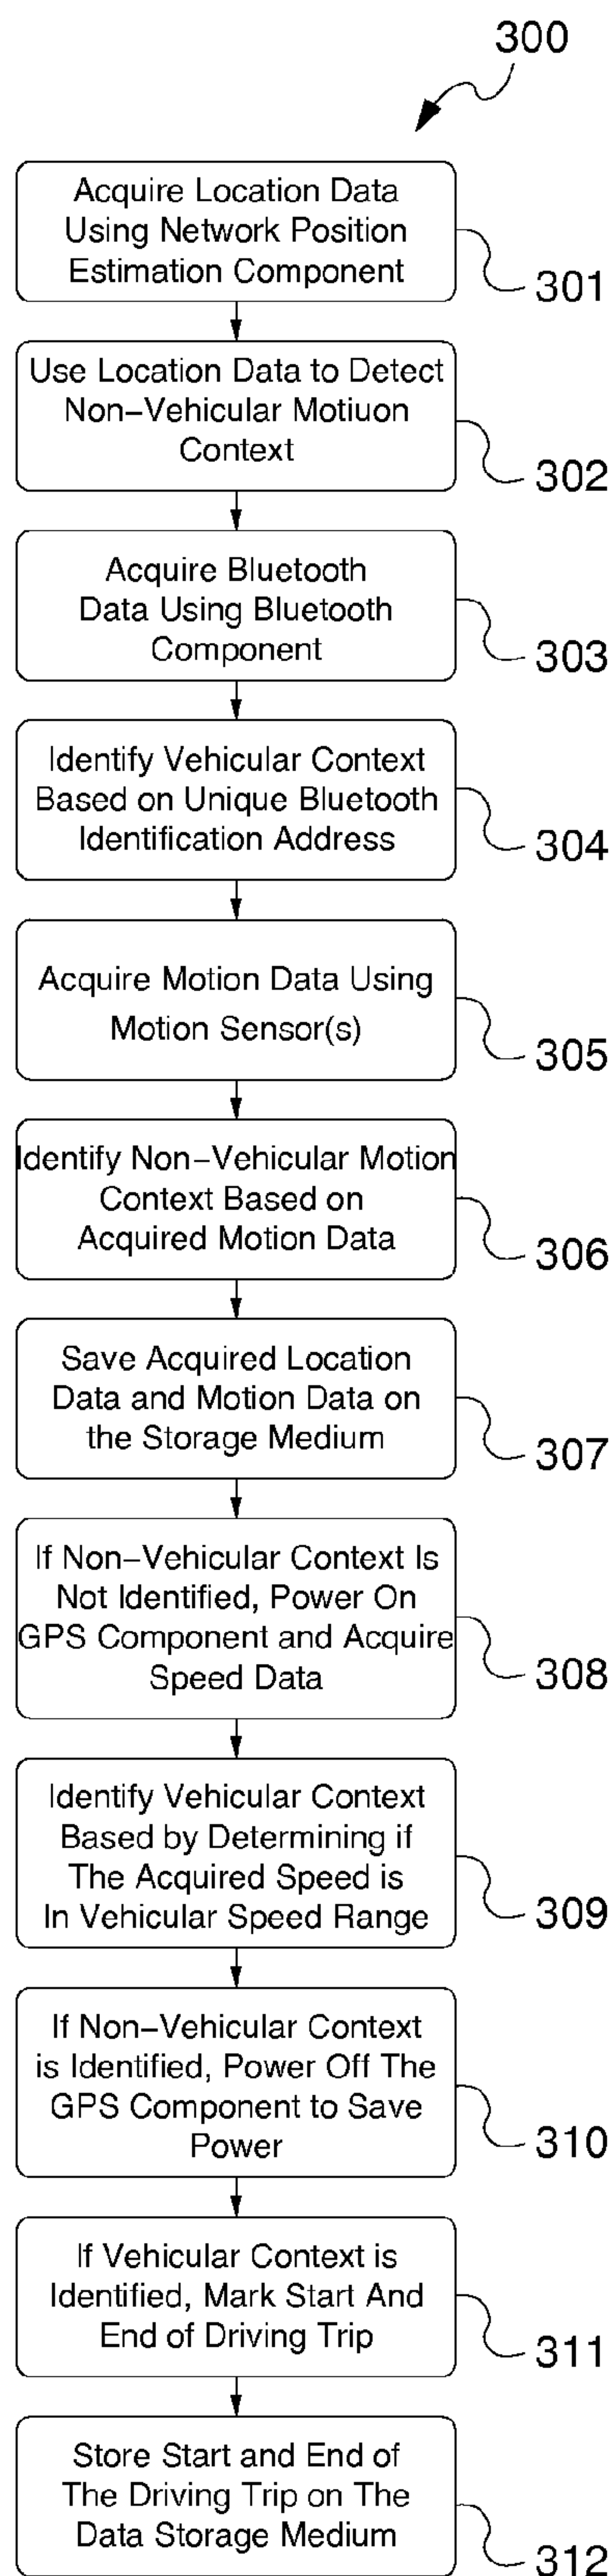 300
Acquire Location Data
Using Network Position
Estimation Component
301
Use Location Data to Detect
Non-Vehicular Motiuon
Context
302
Acquire Bluetooth
Data Using Bluetooth
Component
303
Identify Vehicular Context
Based on Unique Bluetooth
Identification Address
304
Acquire Motion Data Using
Motion Sensor(s)
305
Identify Non-Vehicular Motion
Context Based on
Acquired Motion Data
306
Save Acquired Location
Data and Motion Data on
the Storage Medium
307
If Non-Vehicular Context Is
Not Identified, Power On
GPS Component and Acquire
Speed Data
308
Identify Vehicular Context
Based by Determining if
The Acquired Speed is
In Vehicular Speed Range
309
If Non-Vehicular Context
is Identified, Power Off The
GPS Component to Save
Power
310
If Vehicular Context is
Identified, Mark Start And
End of Driving Trip
311
Store Start and End of
The Driving Trip on The
Data Storage Medium
312